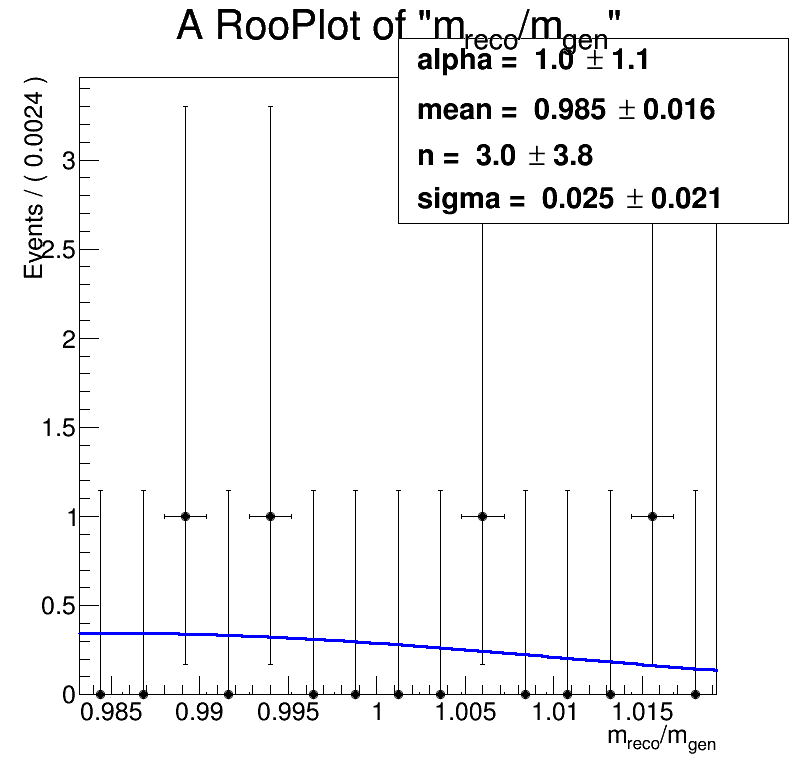 A RooPlot of "m_reco/m_gen"
alpha = 1.0 ± 1.1
mean = 0.985 ± 0.016
n = 3.0 ± 3.8
sigma = 0.025 ± 0.021
Events / ( 0.0024 )
3
2.5
2
1.5
1
0.5
0
0.985 0.99 0.995 1 1.005 1.01 1.015
m_reco/m_gen